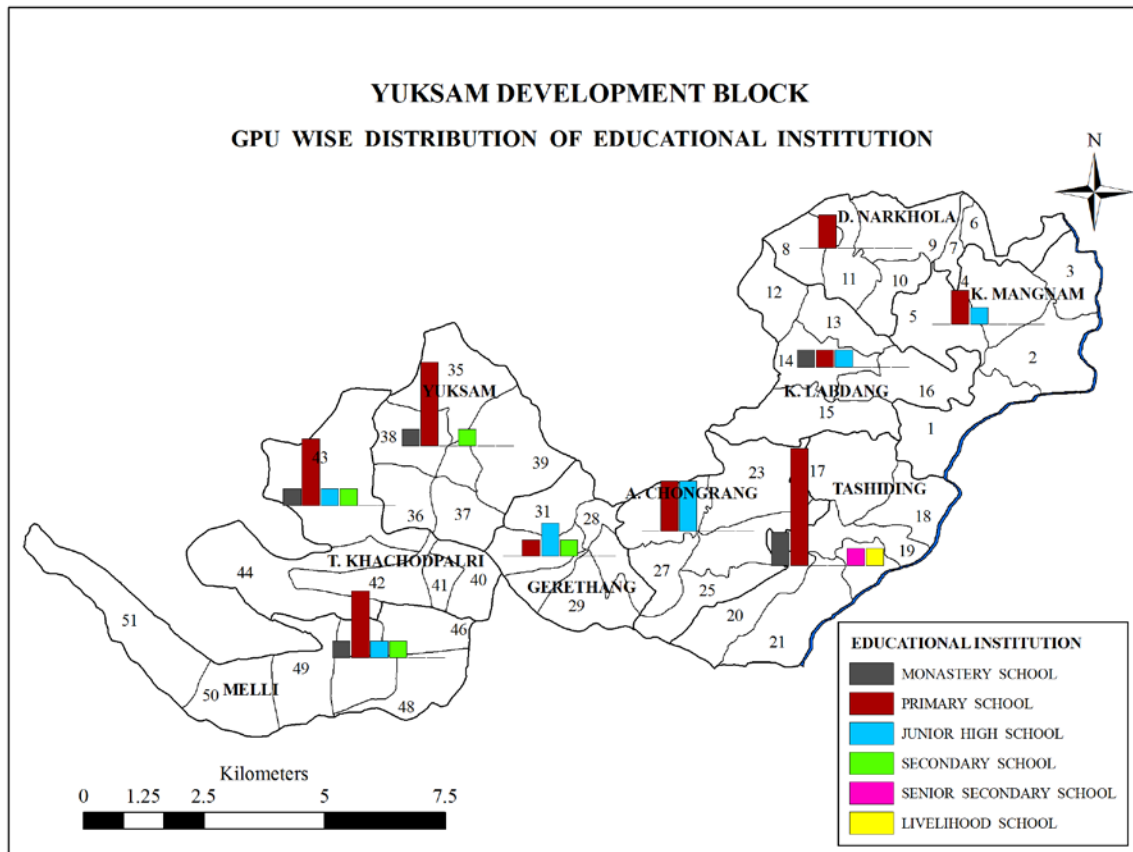 YUKSAM DEVELOPMENT BLOCK
GPU WISE DISTRIBUTION OF EDUCATIONAL INSTITUTION
N
D. NARKHOLA
6
8
9
7
3
11
10
4
12
K. MANGNAM
5
13
2
14
35
YUKSAM
K. LABDANG
16
15
1
38
39
43
23
17
A. CHONGRANG
TASHIDING
36
37
31
28
18
19
T. KHACHODPALRI
44
42
41
40
GERETHANG
29
27
25
20
51
46
21
49
50
MELLI
48
Kilometers
0
1.25
2.5
5
7.5
EDUCATIONAL INSTITUTION
MONASTERY SCHOOL
PRIMARY SCHOOL
JUNIOR HIGH SCHOOL
SECONDARY SCHOOL
SENIOR SECONDARY SCHOOL
LIVELIHOOD SCHOOL